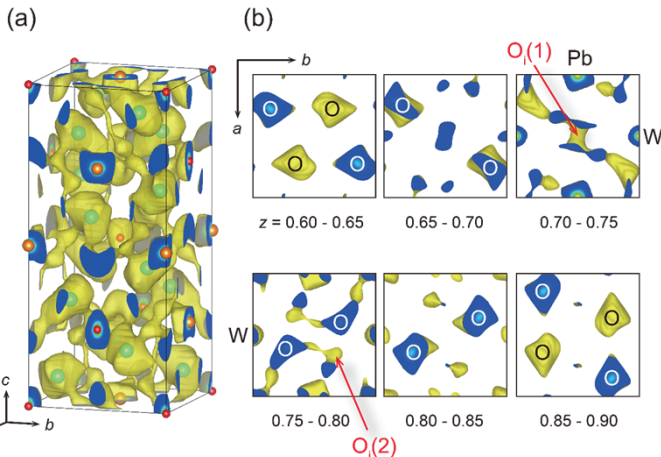 (a)
(b)
b
a
O O
O O
O
O
Oi(1)
Pb
W
z = 0.60 - 0.65
0.65 - 0.70
0.70 - 0.75
W
O
O
O
O
O
O
O
O
0.75 - 0.80
0.80 - 0.85
0.85 - 0.90
Oi(2)
c
b